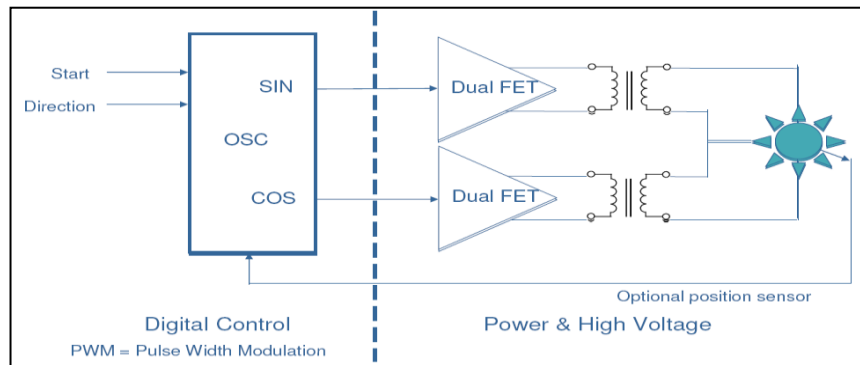 Start
Direction
SIN
OSC
COS
Dual FET
Dual FET
Optional position sensor
Digital Control
PWM = Pulse Width Modulation
Power & High Voltage